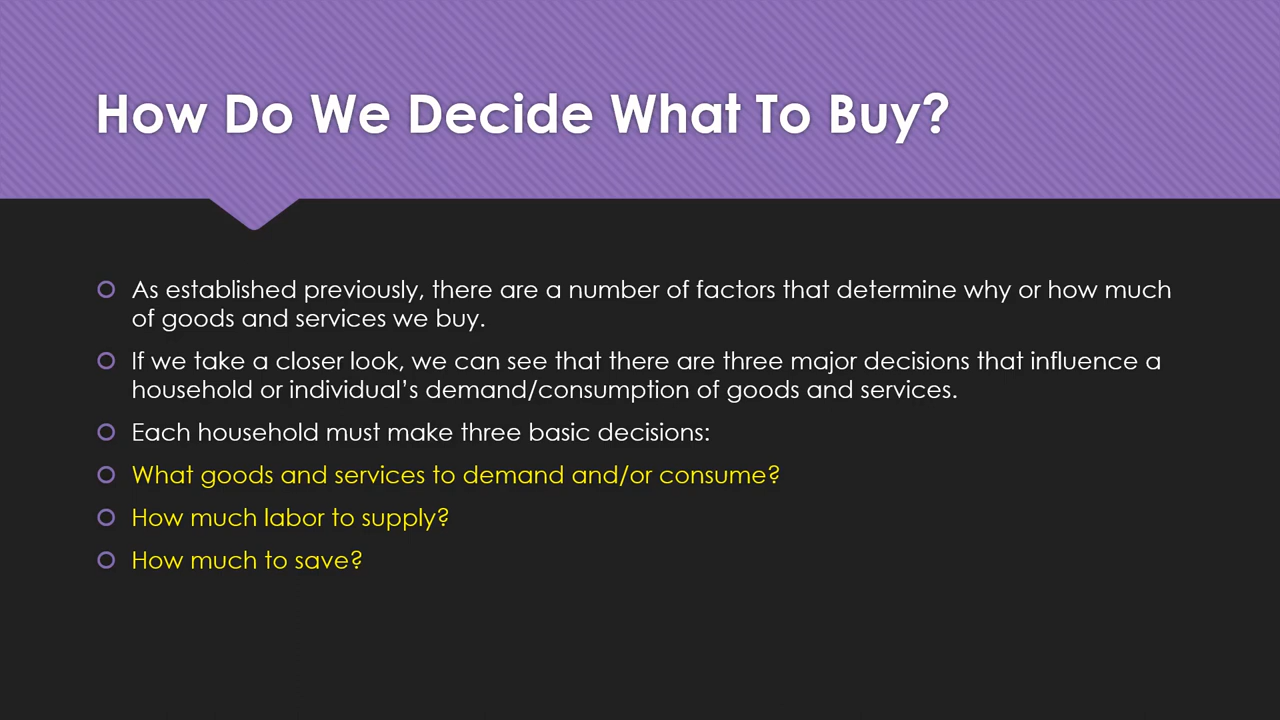 How Do We Decide What To Buy?
As established previously, there are a number of factors that determine why or how much
of goods and services we buy.
If we take a closer look, we can see that there are three major decisions that influence a
household or individual’s demand/consumption of goods and services.
Each household must make three basic decisions:
What goods and services to demand and/or consume?
How much labor to supply?
How much to save?